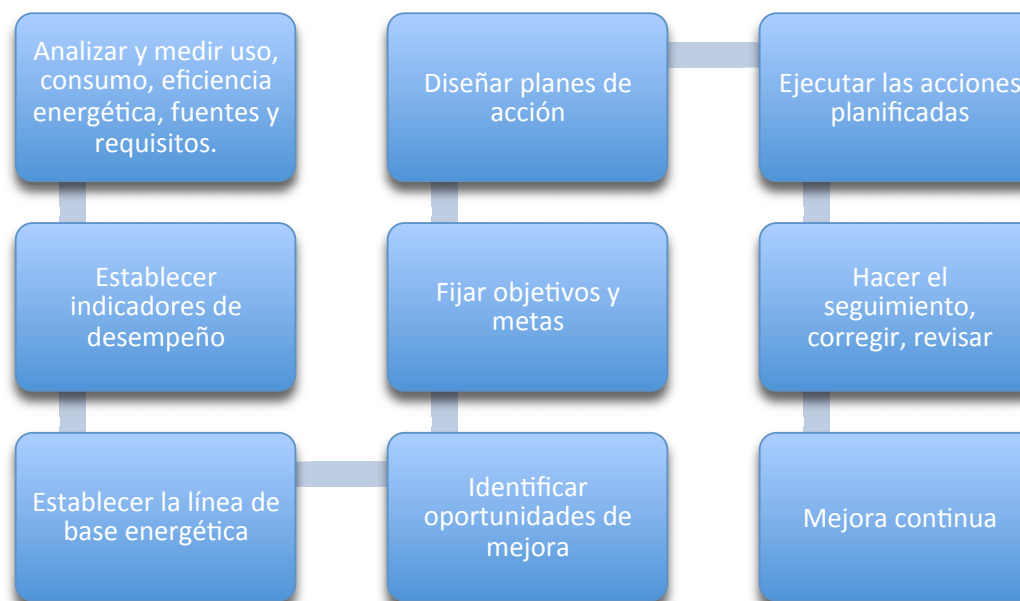 Analizar y medir uso,
consumo, eficiencia
energética, fuentes y
requisitos.
Establecer
indicadores de
desempeño
Establecer la línea de
base energética
Identificar
oportunidades de
mejora
Fijar objetivos y
metas
Diseñar planes de
acción
Ejecutar las acciones
planificadas
Hacer el
seguimiento,
corregir, revisar
Mejora continua